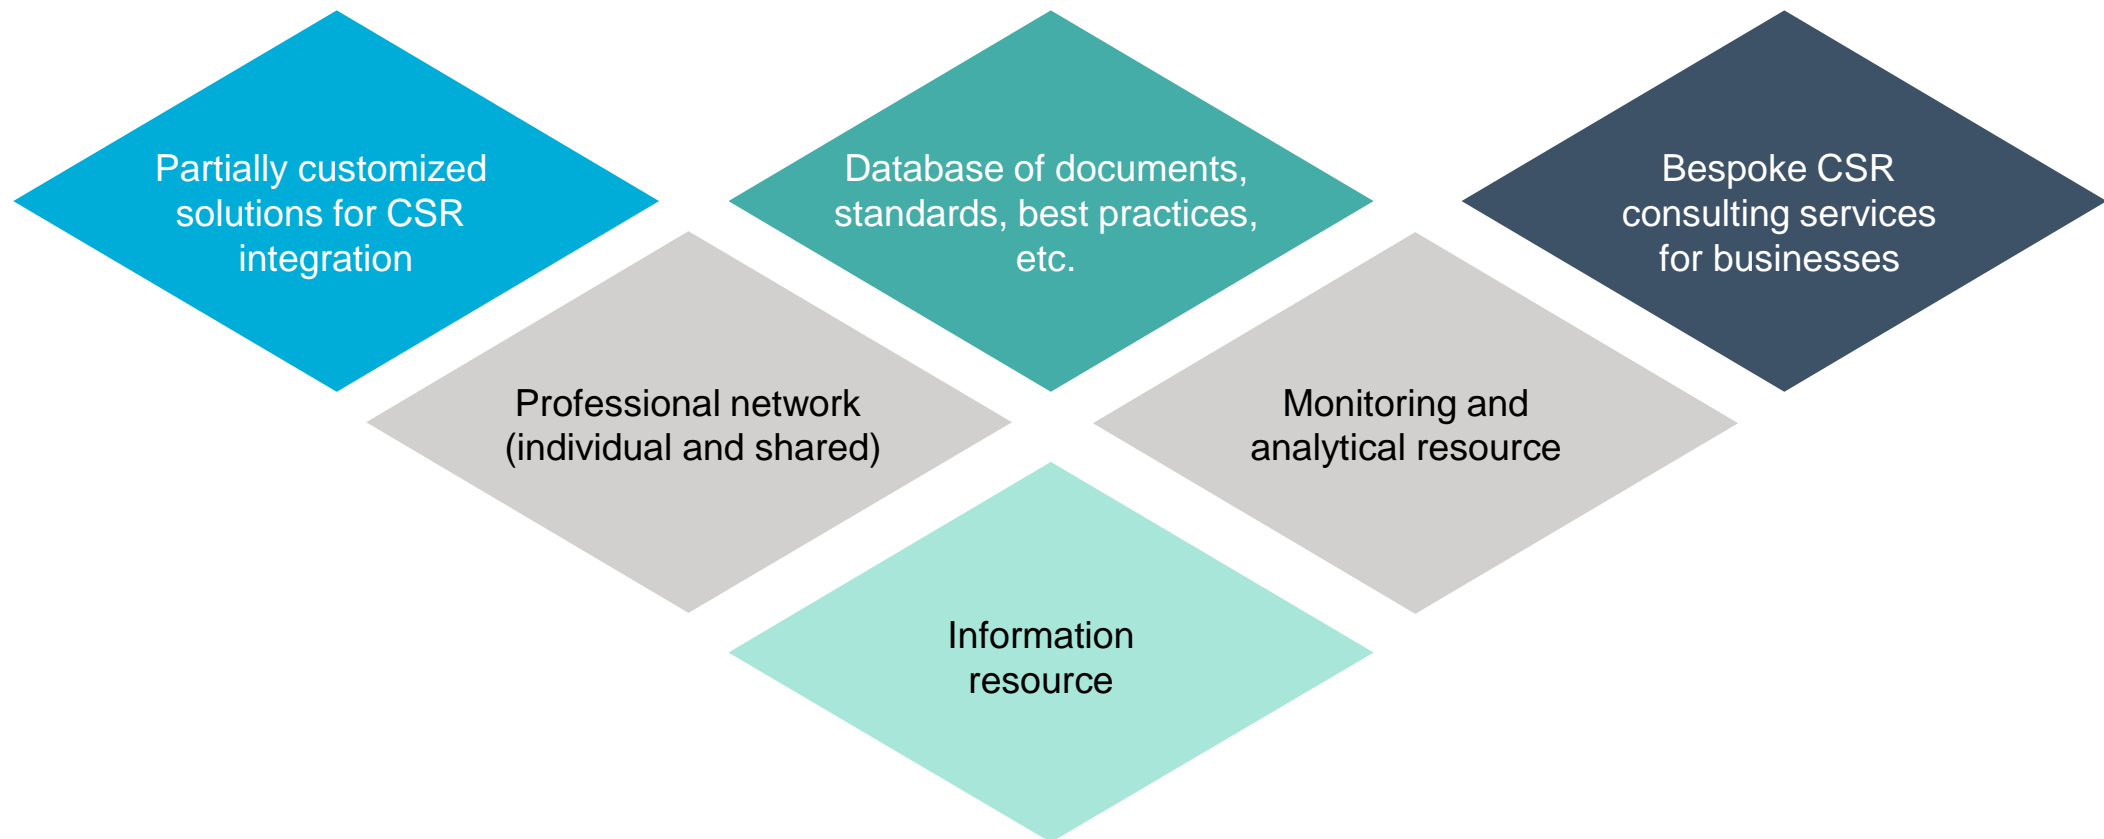 Partially customized
solutions for CSR
integration
Database of documents,
standards, best practices,
etc.
Bespoke CSR
consulting services
for businesses
Professional network
(individual and shared)
Monitoring and
analytical resource
Information
resource